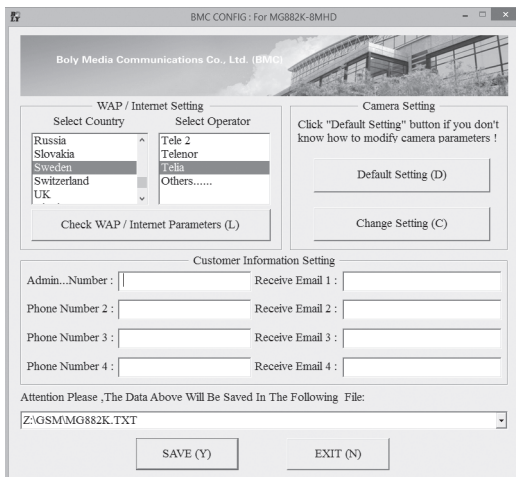 BMC CONFIG : For MG882K-8MHD
Boly Media Communications Co., Ltd. (BMC)
WAP / Internet Setting
Select Country
Select Operator
Russia
Slovakia
Sweden
Switzerland
UK
Tele 2
Telenor
Telia
Others......
Check WAP / Internet Parameters (L)
Camera Setting
Click "Default Setting" button if you don't
know how to modify camera parameters !
Default Setting (D)
Change Setting (C)
Customer Information Setting
Admin...Number :
Receive Email 1 :
Phone Number 2 :
Receive Email 2 :
Phone Number 3 :
Receive Email 3 :
Phone Number 4 :
Receive Email 4 :
Attention Please ,The Data Above Will Be Saved In The Following File:
Z:\GSM\MG882K.TXT
SAVE (Y)
EXIT (N)